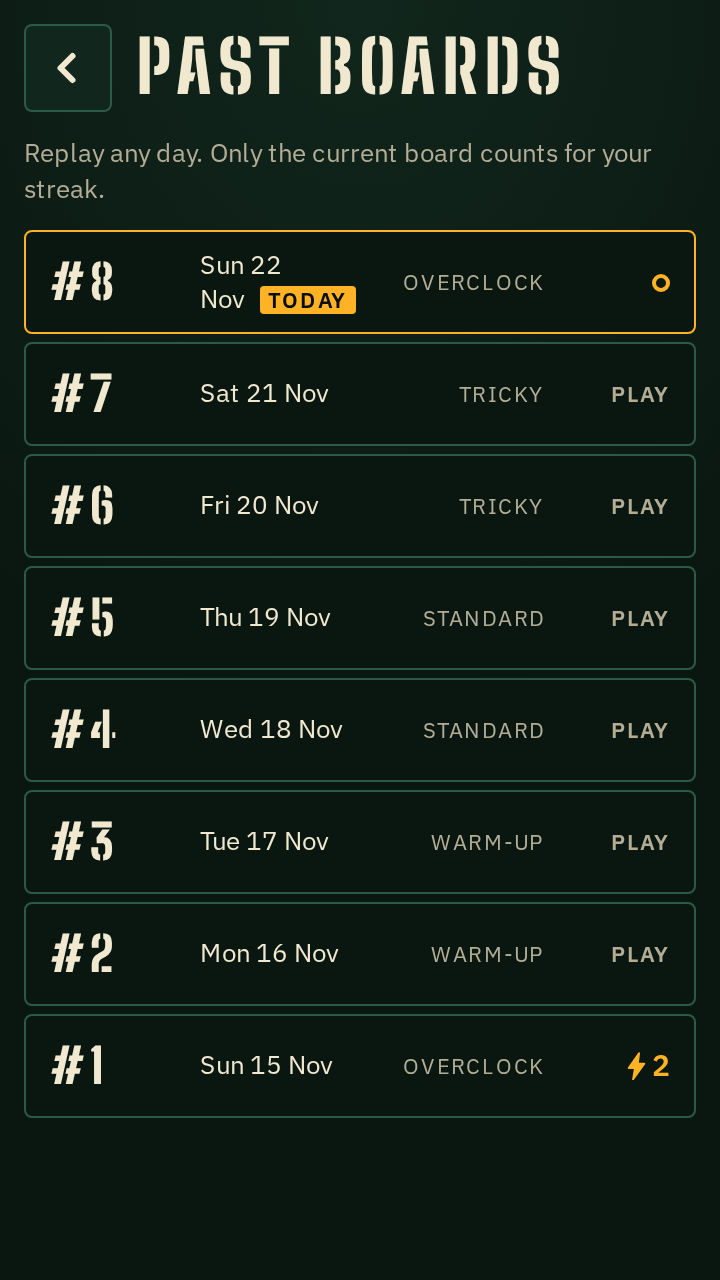 PAST BOARDS
Replay any day. Only the current board counts for your
streak.
#8 Sun 22 Nov TODAY OVERCLOCK
#7 Sat 21 Nov TRICKY PLAY
#6 Fri 20 Nov TRICKY PLAY
#5 Thu 19 Nov STANDARD PLAY
#4 Wed 18 Nov STANDARD PLAY
#3 Tue 17 Nov WARM-UP PLAY
#2 Mon 16 Nov WARM-UP PLAY
#1 Sun 15 Nov OVERCLOCK 2